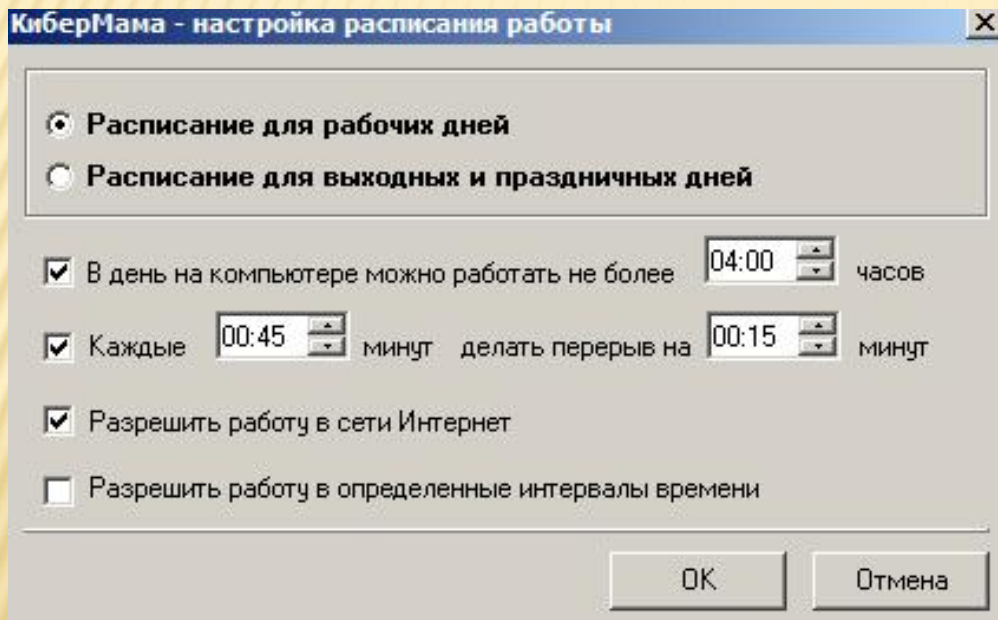 КиберМама - настройка расписания работы
Расписание для рабочих дней
Расписание для выходных и праздничных дней
В день на компьютере можно работать не более 04:00 часов
Каждые 00:45 минут делать перерыв на 00:15 минут
Разрешить работу в сети Интернет
Разрешить работу в определенные интервалы времени
OK Отмена